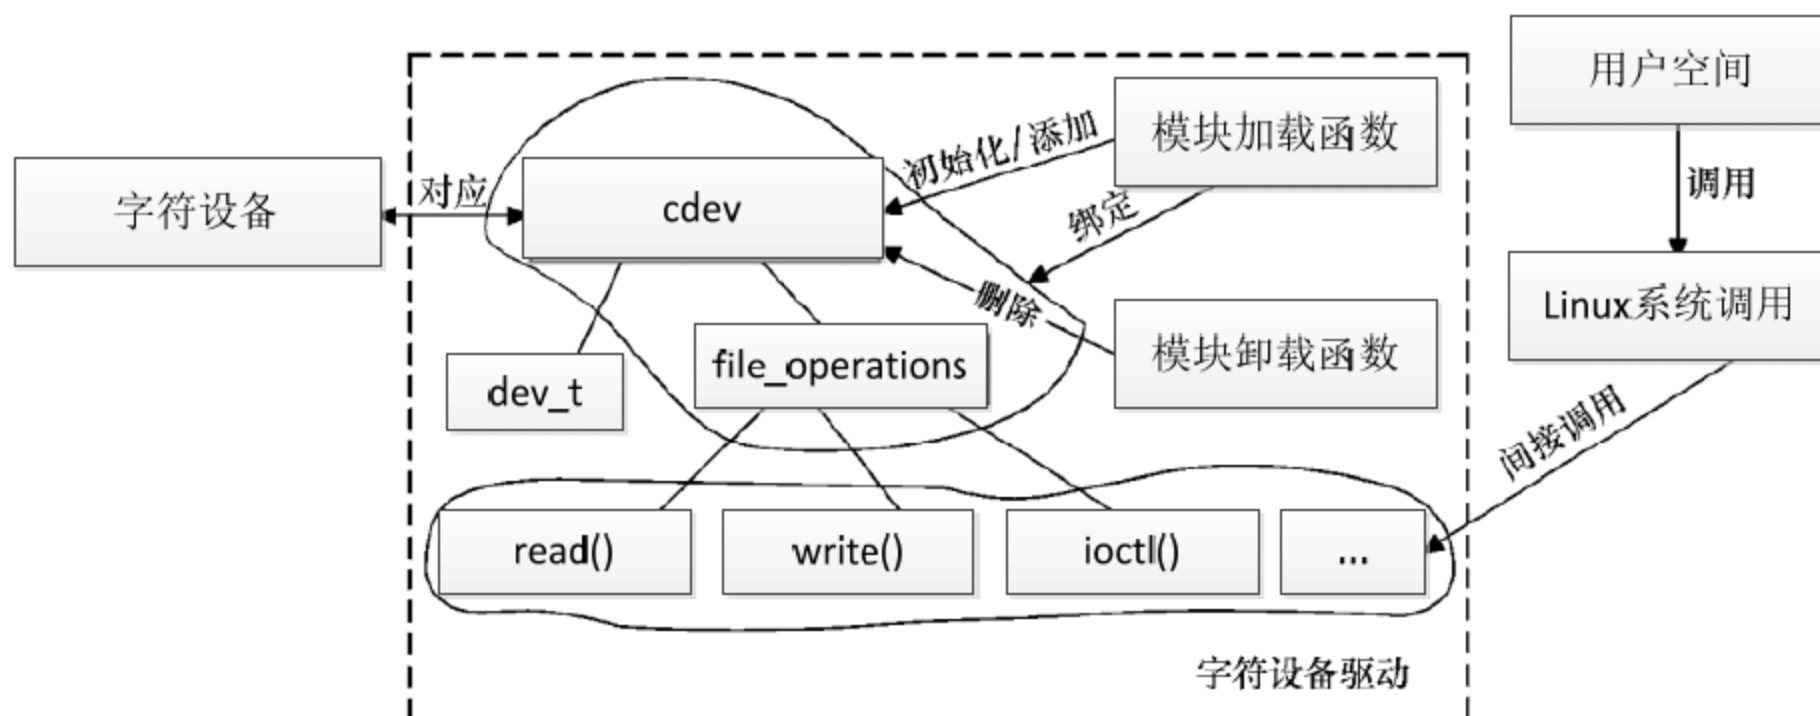 用户空间
模块加载函数
初始化/添加
调用
字符设备
对应
cdev
绑定
删除
Linux系统调用
模块卸载函数
file_operations
dev_t
间接调用
read()
write()
ioctl()
...
字符设备驱动